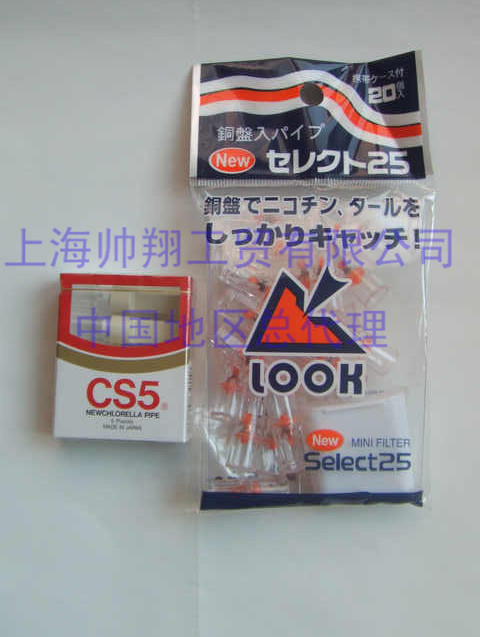 携帯ケース付
20個入
銅盤入パイプ
New セレクト25
銅盤でニコチン、タールを
しっかりキャッチ!
上海帅翔工贸有限公司
中国地区总代理
LOOK
CS5
NEWCHLORELLA PIPE
5 Piece(s)
MADE IN JAPAN
New MINI FILTER
Select25